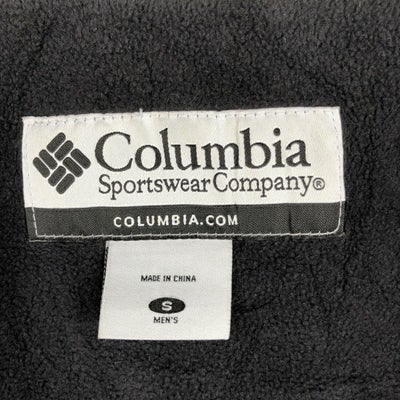 Columbia
Sportswear Company®
COLUMBIA.COM
MADE IN CHINA
S
MEN'S